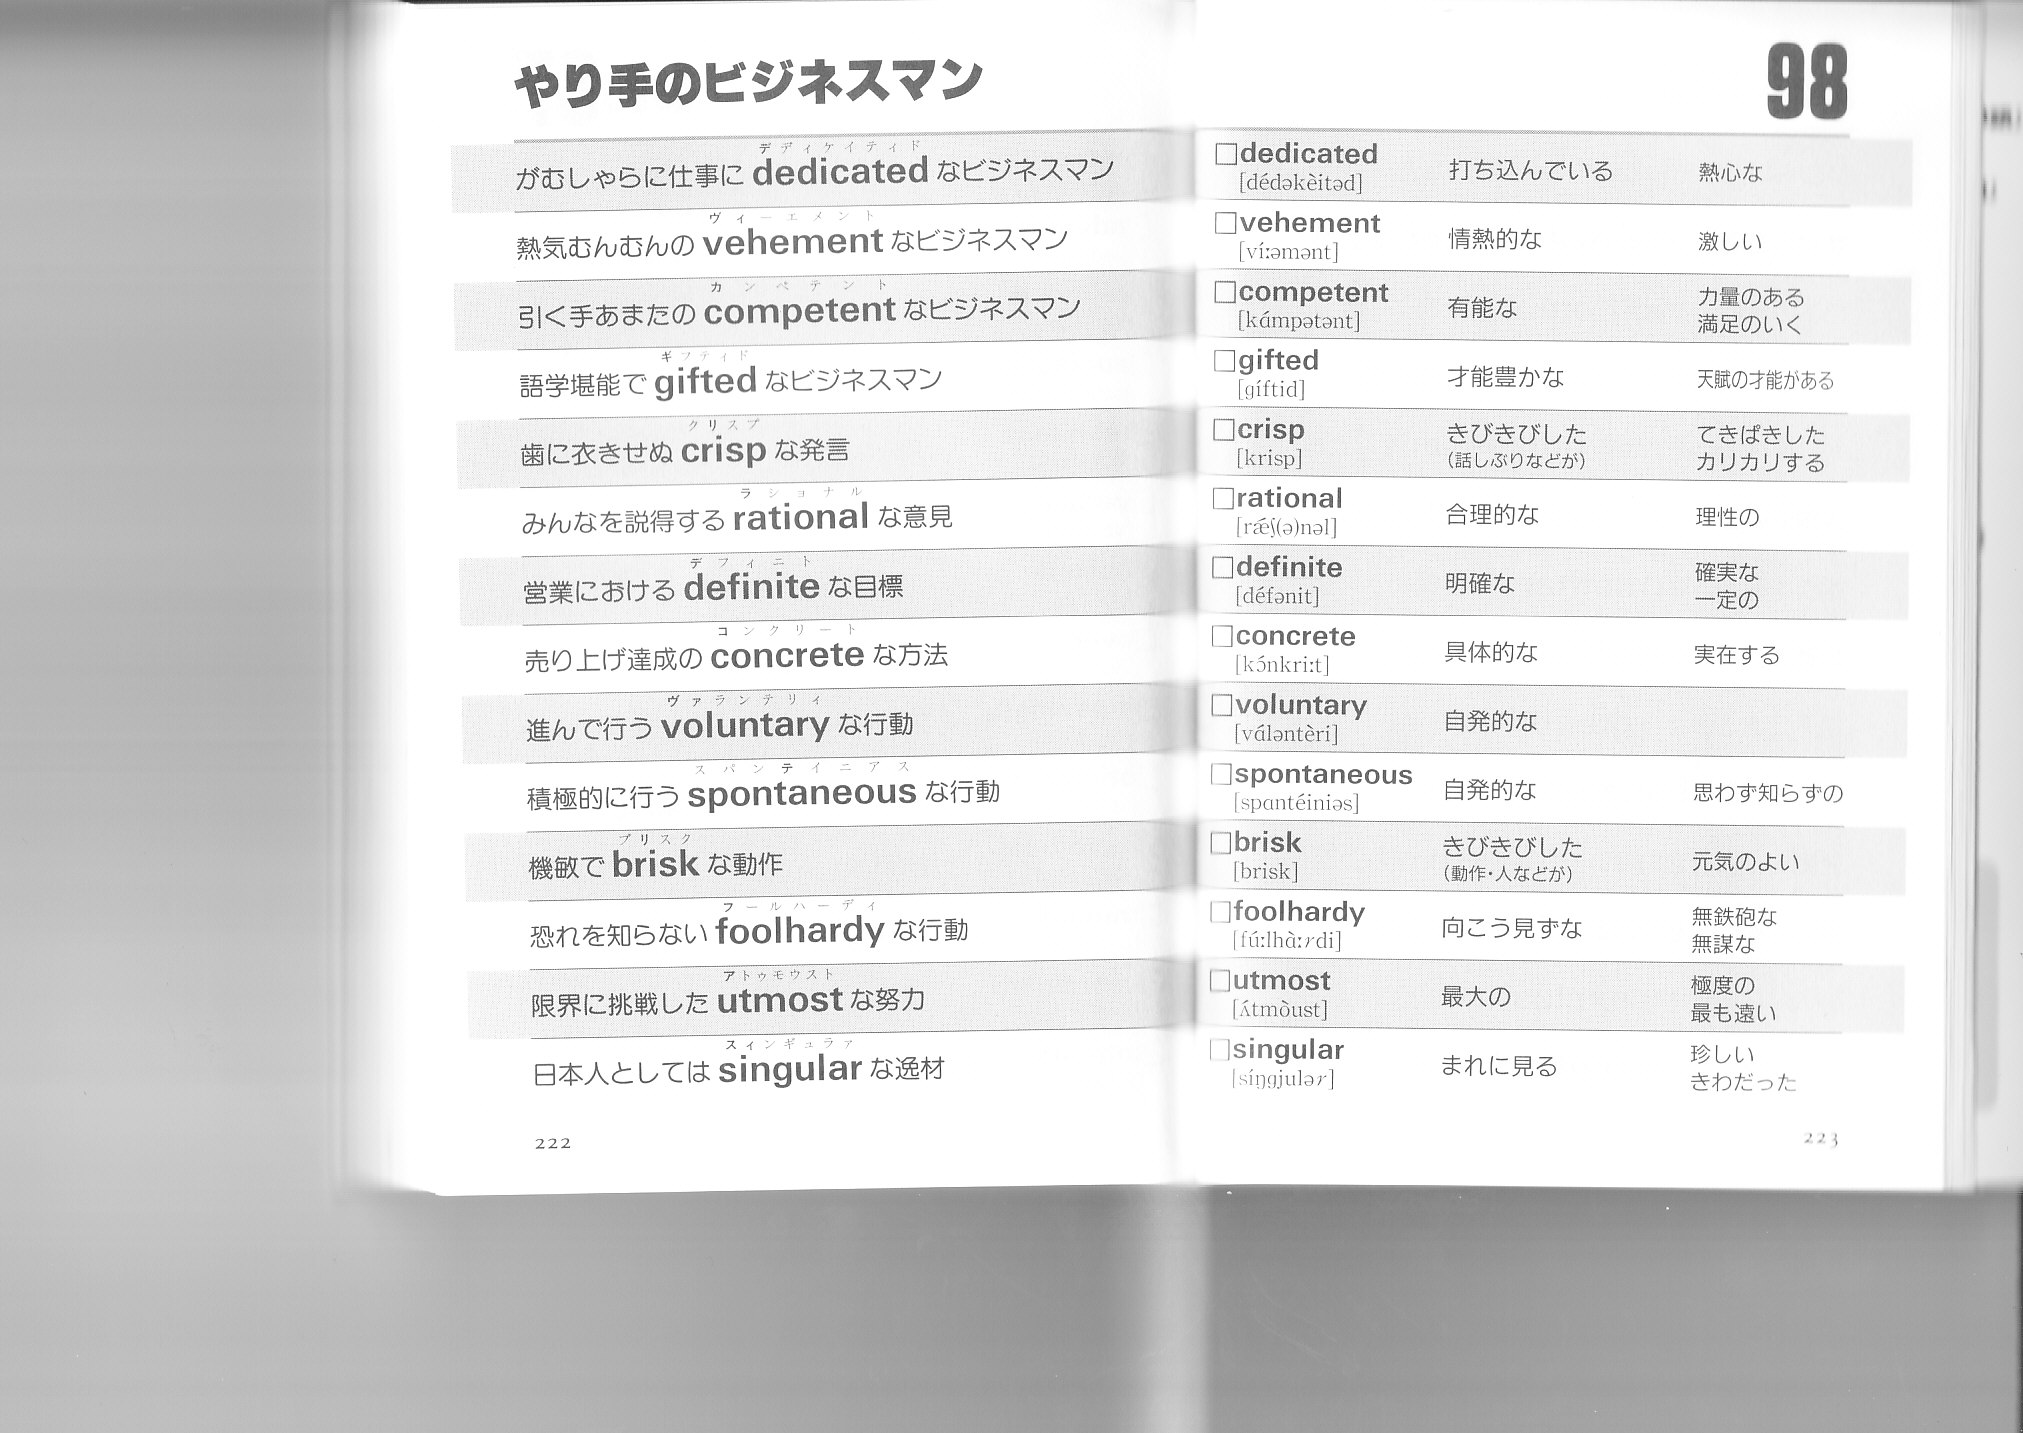 やり手のビジネスマン
デディケイティド
がむしゃらに仕事に dedicated なビジネスマン
ヴィーエメント
熱気むんむんの vehement なビジネスマン
カンペテント
引く手あまたの competent なビジネスマン
ギフティド
語学堪能で gifted なビジネスマン
クリスプ
歯に衣きせぬ crisp な発言
ラショナル
みんなを説得する rational な意見
デフィニト
営業における definite な目標
コンクリート
売り上げ達成の concrete な方法
ヴァランテリィ
進んで行う voluntary な行動
スパンテイニアス
積極的に行う spontaneous な行動
ブリスク
機敏で brisk な動作
フールハーディ
恐れを知らない foolhardy な行動
アトゥモウスト
限界に挑戦した utmost な努力
スィンギュラァ
日本人としては singular な逸材
222
98
□dedicated 打ち込んでいる 熱心な
[dédəkèitəd]
□vehement 情熱的な 激しい
[víːəmənt]
□competent 有能な 力量のある
[kɑ́mpətənt] 満足のいく
□gifted 才能豊かな 天賦の才能がある
[gíftid]
□crisp きびきびした てきぱきした
[krisp] (話しぶりなどが) カリカリする
□rational 合理的な 理性の
[rǽʃ(ə)nəl]
□definite 明確な 確実な
[défənit] 一定の
□concrete 具体的な 実在する
[kɔ́nkriːt]
□voluntary 自発的な
[vɑ́ləntèri]
□spontaneous 自発的な 思わず知らずの
[spɑntéiniəs]
□brisk きびきびした 元気のよい
[brisk] (動作・人などが)
□foolhardy 向こう見ずな 無鉄砲な
[fúːlhɑ̀ːrdi] 無謀な
□utmost 最大の 極度の
[ʌ́tmòust] 最も遠い
□singular まれに見る 珍しい
[síŋgjulər] きわだった
223